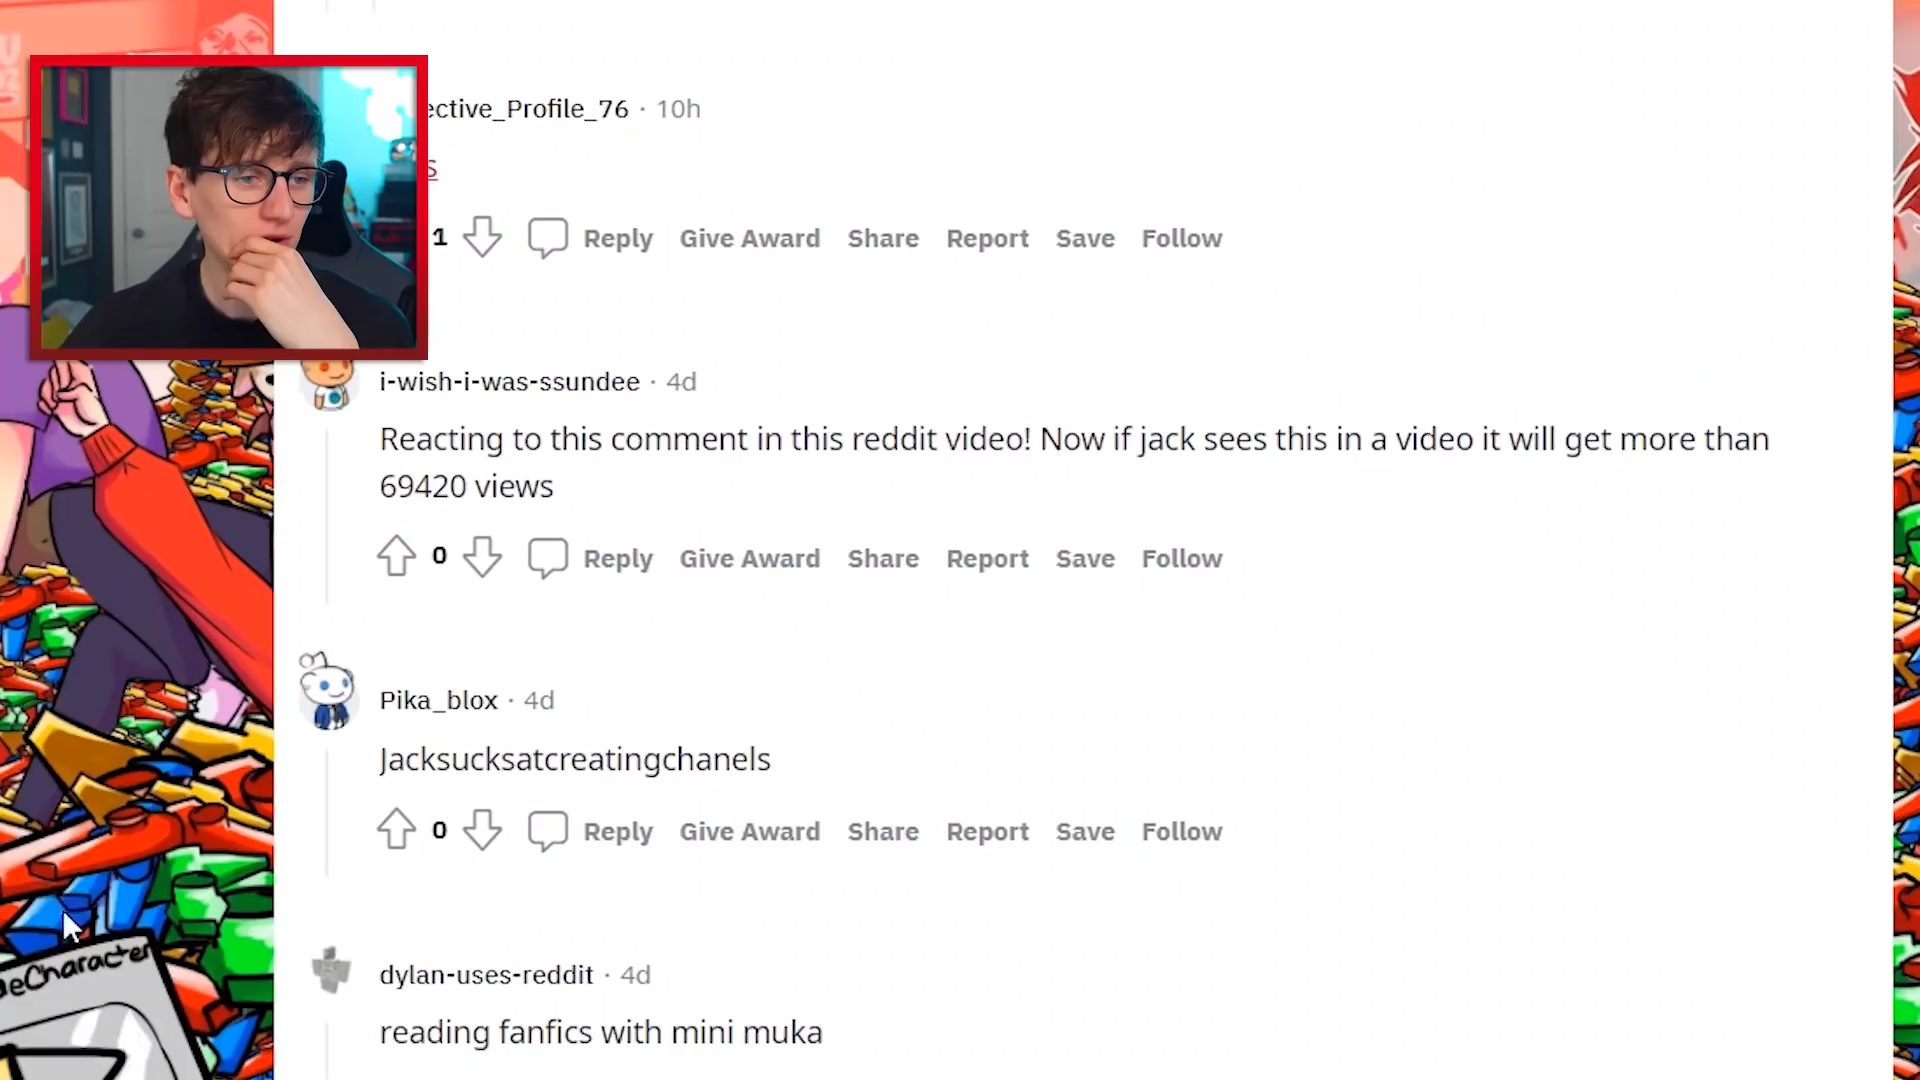 ective_Profile_76 · 10h
s
1 Reply Give Award Share Report Save Follow
i-wish-i-was-ssundee · 4d
Reacting to this comment in this reddit video! Now if jack sees this in a video it will get more than
69420 views
0 Reply Give Award Share Report Save Follow
Pika_blox · 4d
Jacksucksatcreatingchanels
0 Reply Give Award Share Report Save Follow
dylan-uses-reddit · 4d
eCharacter
reading fanfics with mini muka